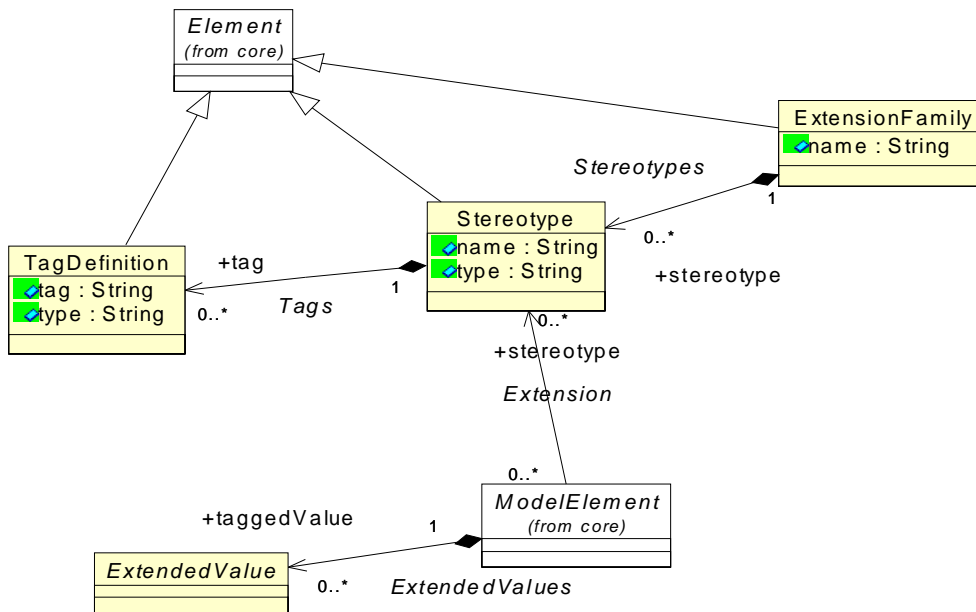 Element
(from core)
ExtensionFamily
name : String
Stereotypes
1
0..*
+stereotype
Stereotype
name : String
type : String
TagDefinition
tag : String
type : String
+tag
1
0..*
Tags
0..*
+stereotype
Extension
0..*
ModelElement
(from core)
+taggedValue
1
ExtendedValue
0..*
ExtendedValues